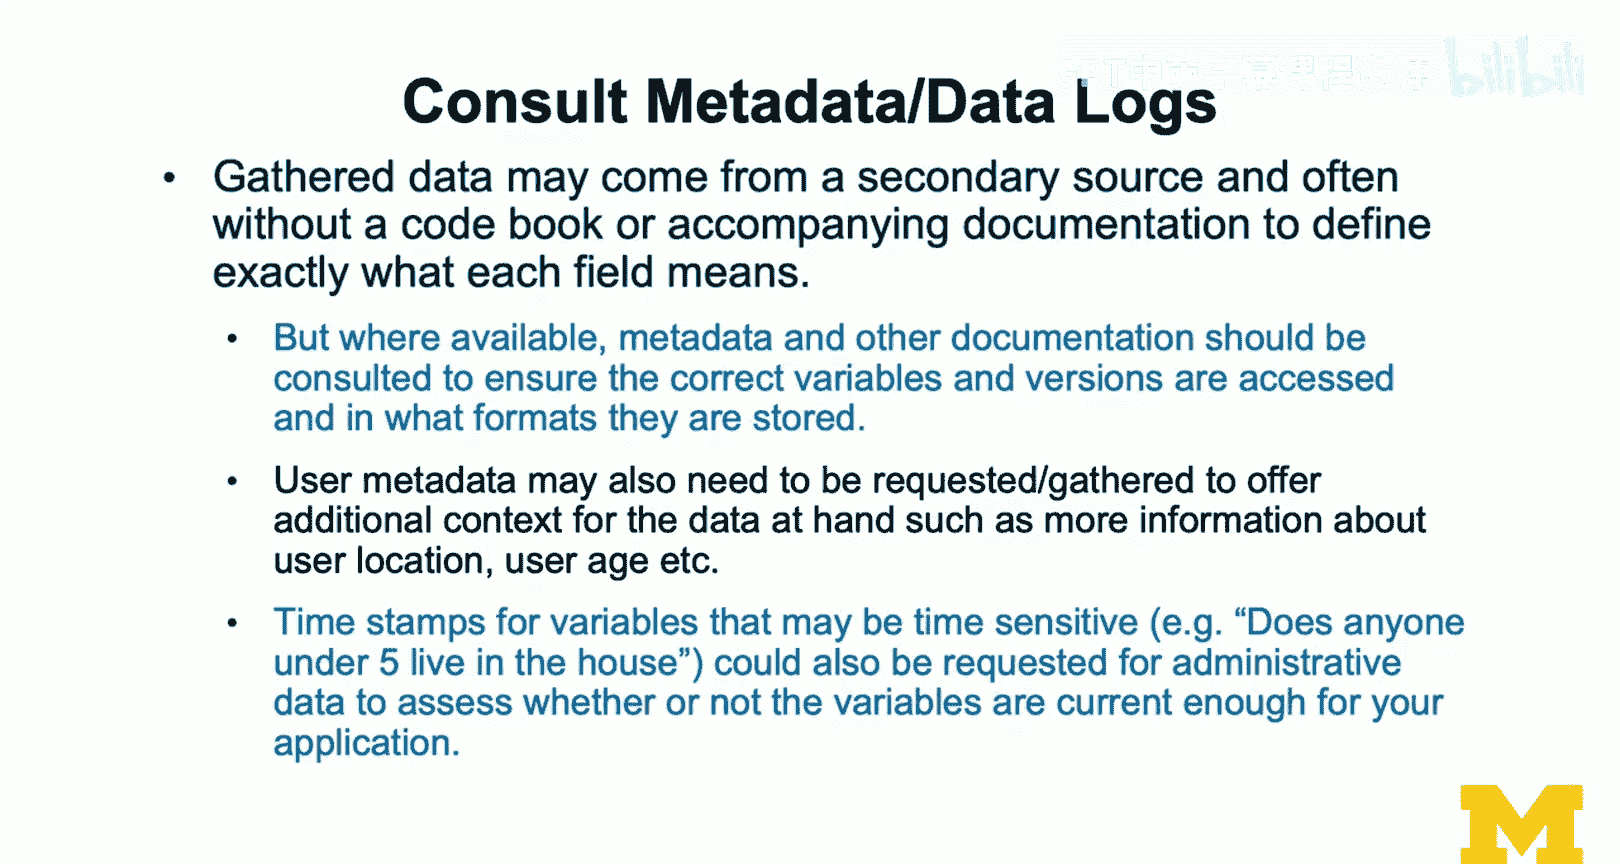 Consult Metadata/Data Logs
bilibili
• Gathered data may come from a secondary source and often
without a code book or accompanying documentation to define
exactly what each field means.
• But where available, metadata and other documentation should be
consulted to ensure the correct variables and versions are accessed
and in what formats they are stored.
• User metadata may also need to be requested/gathered to offer
additional context for the data at hand such as more information about
user location, user age etc.
• Time stamps for variables that may be time sensitive (e.g. “Does anyone
under 5 live in the house”) could also be requested for administrative
data to assess whether or not the variables are current enough for your
application.
M